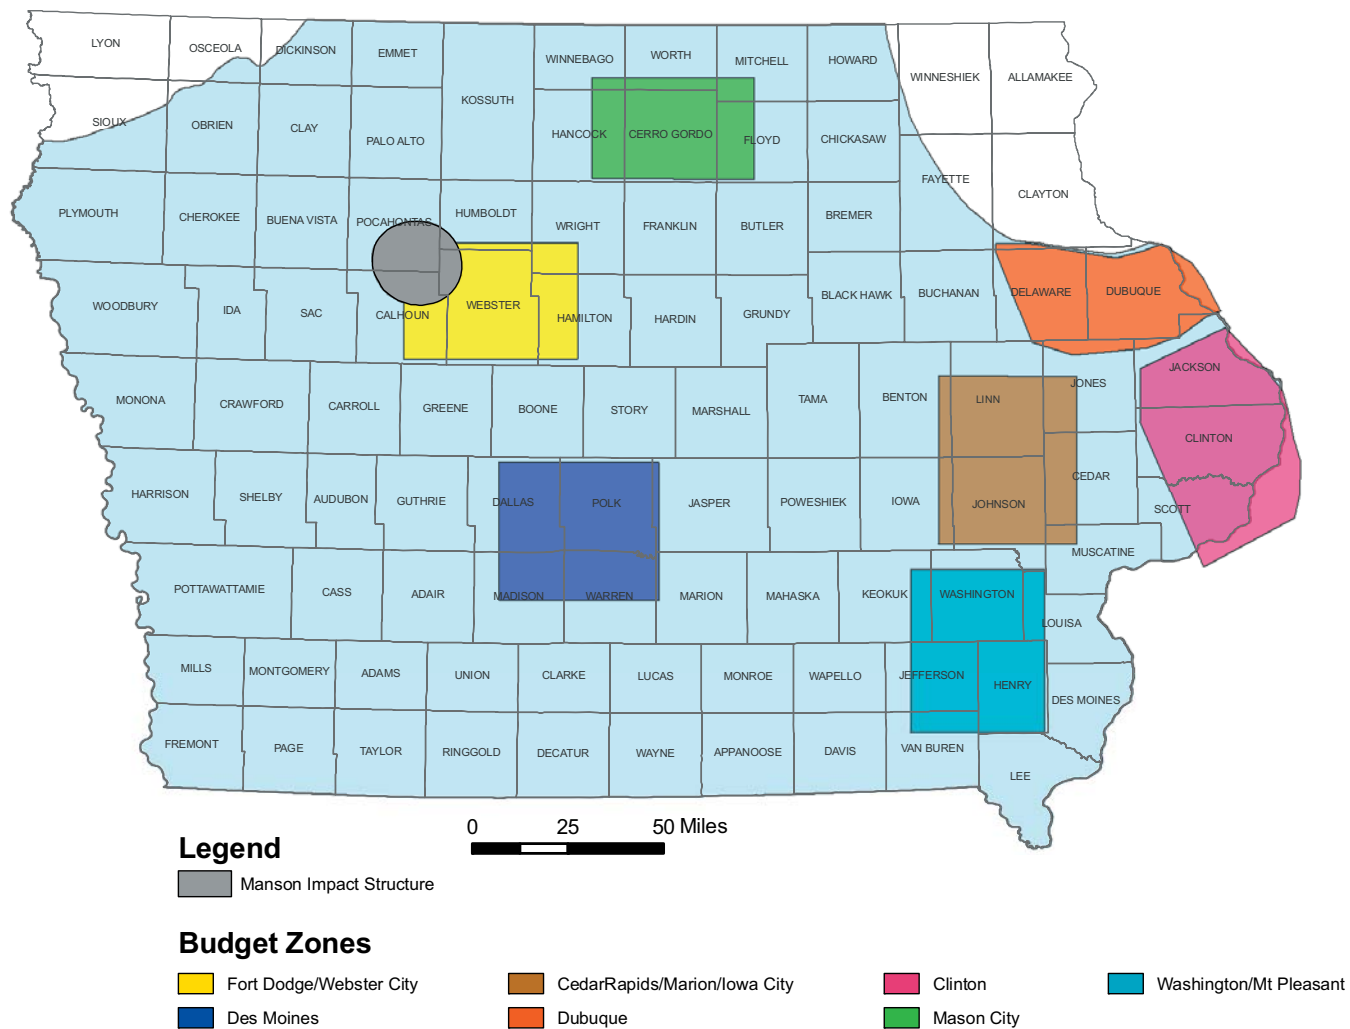 LYON
OSCEOLA
DICKINSON
EMMET
WINNEBAGO
WORTH
MITCHELL
HOWARD
WINNESHIEK
ALLAMAKEE
KOSSUTH
SIOUX
OBRIEN
CLAY
PALO ALTO
HANCOCK
CERRO GORDO
FLOYD
CHICKASAW
FAYETTE
CLAYTON
PLYMOUTH
CHEROKEE
BUENA VISTA
POCAHONTAS
HUMBOLDT
WRIGHT
FRANKLIN
BUTLER
BREMER
WOODBURY
IDA
SAC
CALHOUN
WEBSTER
HAMILTON
HARDIN
GRUNDY
BLACK HAWK
BUCHANAN
DELAWARE
DUBUQUE
MONONA
CRAWFORD
CARROLL
GREENE
BOONE
STORY
MARSHALL
TAMA
BENTON
LINN
JONES
JACKSON
CLINTON
HARRISON
SHELBY
AUDUBON
GUTHRIE
DALLAS
POLK
JASPER
POWESHIEK
IOWA
JOHNSON
CEDAR
SCOTT
MUSCATINE
POTTAWATTAMIE
CASS
ADAIR
MADISON
WARREN
MARION
MAHASKA
KEOKUK
WASHINGTON
LOUISA
MILLS
MONTGOMERY
ADAMS
UNION
CLARKE
LUCAS
MONROE
WAPELLO
JEFFERSON
HENRY
DES MOINES
FREMONT
PAGE
TAYLOR
RINGGOLD
DECATUR
WAYNE
APPANOOSE
DAVIS
VAN BUREN
LEE
0 25 50 Miles
Legend
Manson Impact Structure
Budget Zones
Fort Dodge/Webster City
CedarRapids/Marion/Iowa City
Clinton
Washington/Mt Pleasant
Des Moines
Dubuque
Mason City